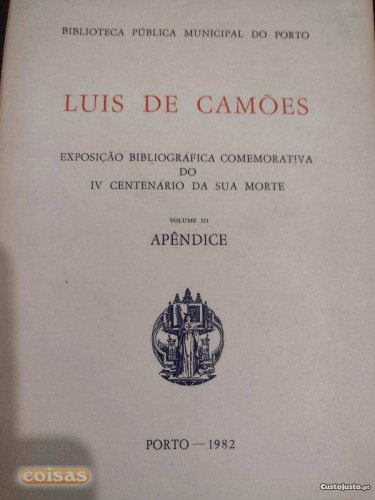 BIBLIOTECA PÚBLICA MUNICIPAL DO PORTO
LUIS DE CAMÕES
EXPOSIÇÃO BIBLIOGRÁFICA COMEMORATIVA
DO
IV CENTENÁRIO DA SUA MORTE
VOLUME III
APÊNDICE
PORTO — 1982
coisas
CustoJusto.pt